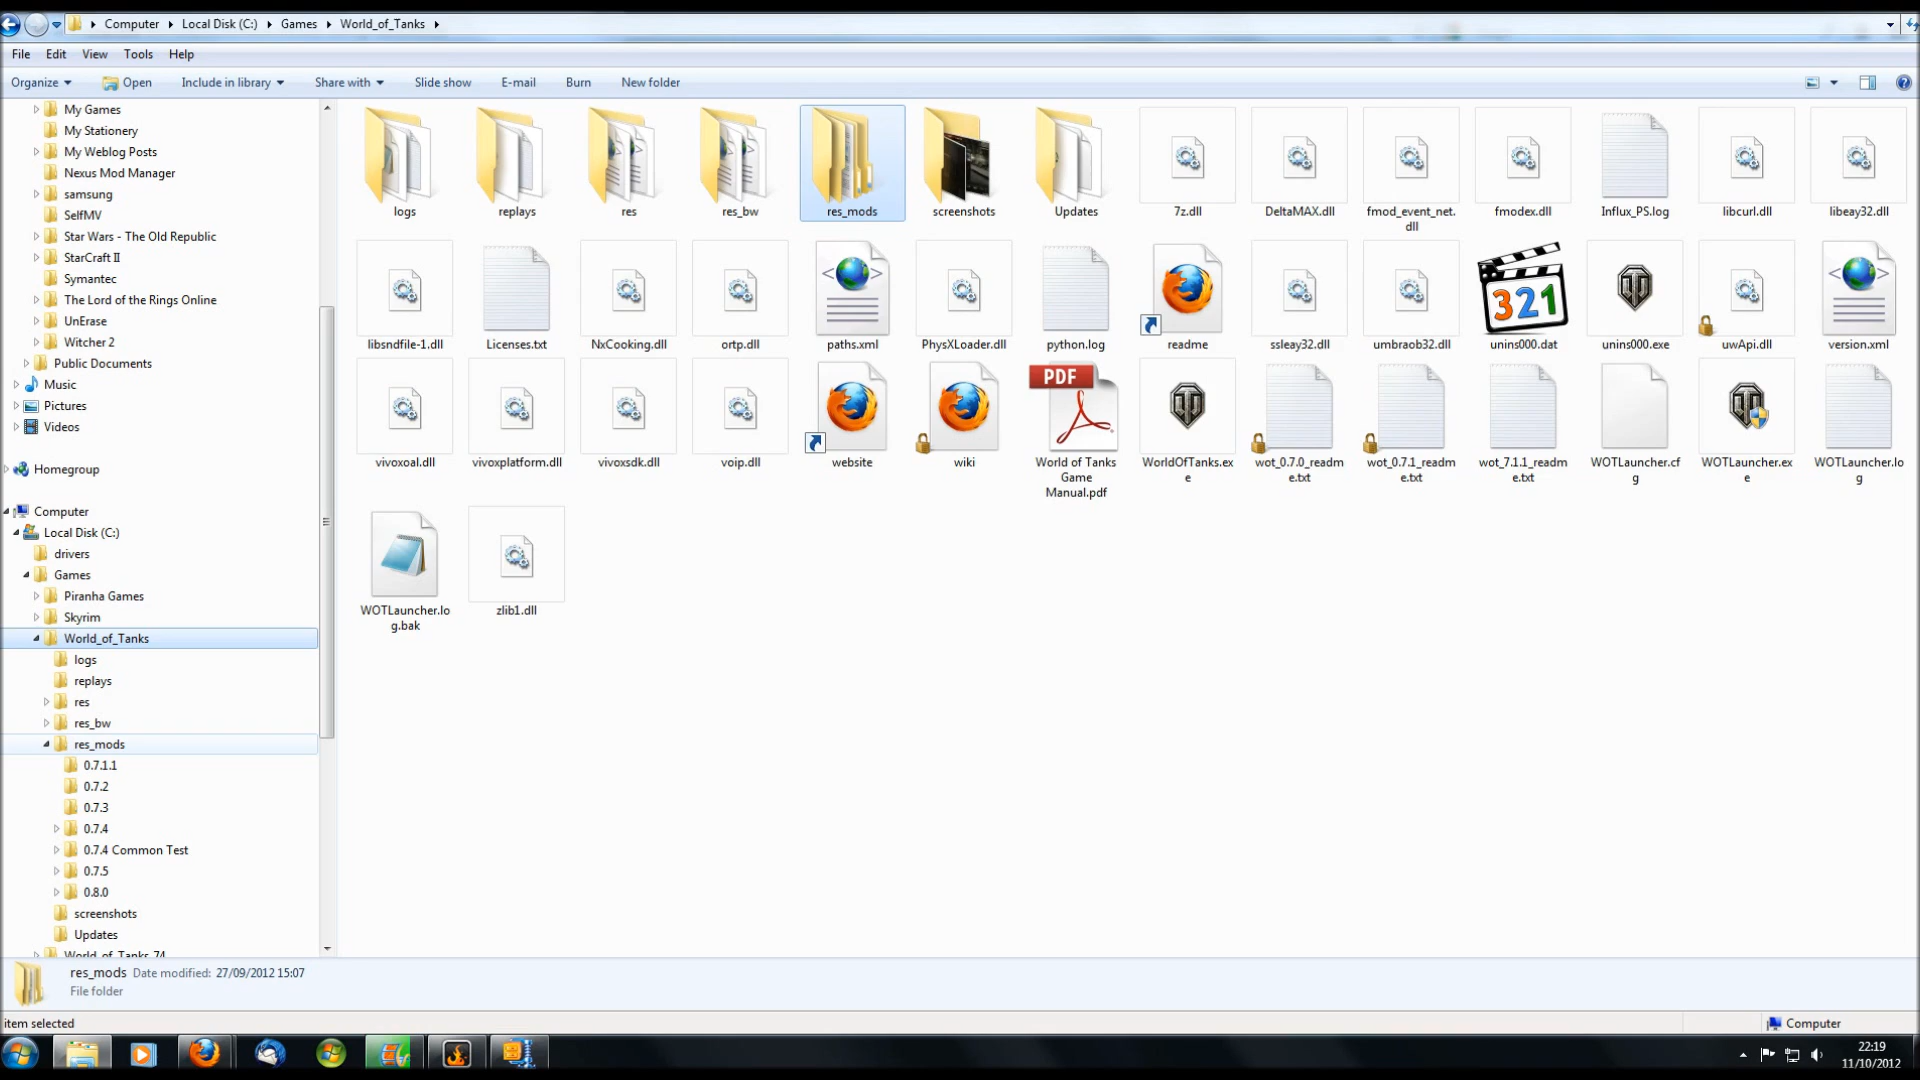 Computer Local Disk (C:) Games World_of_Tanks
File Edit View Tools Help
Organize Open Include in library Share with Slide show E-mail Burn New folder
My Games
My Stationery
My Weblog Posts
Nexus Mod Manager
samsung
SelfMV
Star Wars - The Old Republic
StarCraft II
Symantec
The Lord of the Rings Online
UnErase
Witcher 2
Public Documents
Music
Pictures
Videos
Homegroup
Computer
Local Disk (C:)
drivers
Games
Piranha Games
Skyrim
World_of_Tanks
logs
replays
res
res_bw
res_mods
0.7.1.1
0.7.2
0.7.3
0.7.4
0.7.4 Common Test
0.7.5
0.8.0
screenshots
Updates
World_of_Tanks 74
logs
replays
res
res_bw
res_mods
screenshots
Updates
7z.dll
DeltaMAX.dll
fmod_event_net.
dll
fmodex.dll
Influx_PS.log
libcurl.dll
libeay32.dll
libsndfile-1.dll
Licenses.txt
NxCooking.dll
ortp.dll
paths.xml
PhysXLoader.dll
python.log
readme
ssleay32.dll
umbraob32.dll
321
unins000.dat
unins000.exe
uwApi.dll
version.xml
vivoxoal.dll
vivoxplatform.dll
vivoxsdk.dll
voip.dll
website
wiki
PDF
World of Tanks
Game
Manual.pdf
WorldOfTanks.ex
e
wot_0.7.0_readm
e.txt
wot_0.7.1_readm
e.txt
wot_7.1.1_readm
e.txt
WOTLauncher.cf
g
WOTLauncher.ex
e
WOTLauncher.lo
g
WOTLauncher.lo
g.bak
zlib1.dll
res_mods Date modified: 27/09/2012 15:07
File folder
item selected
Computer
22:19
11/10/2012